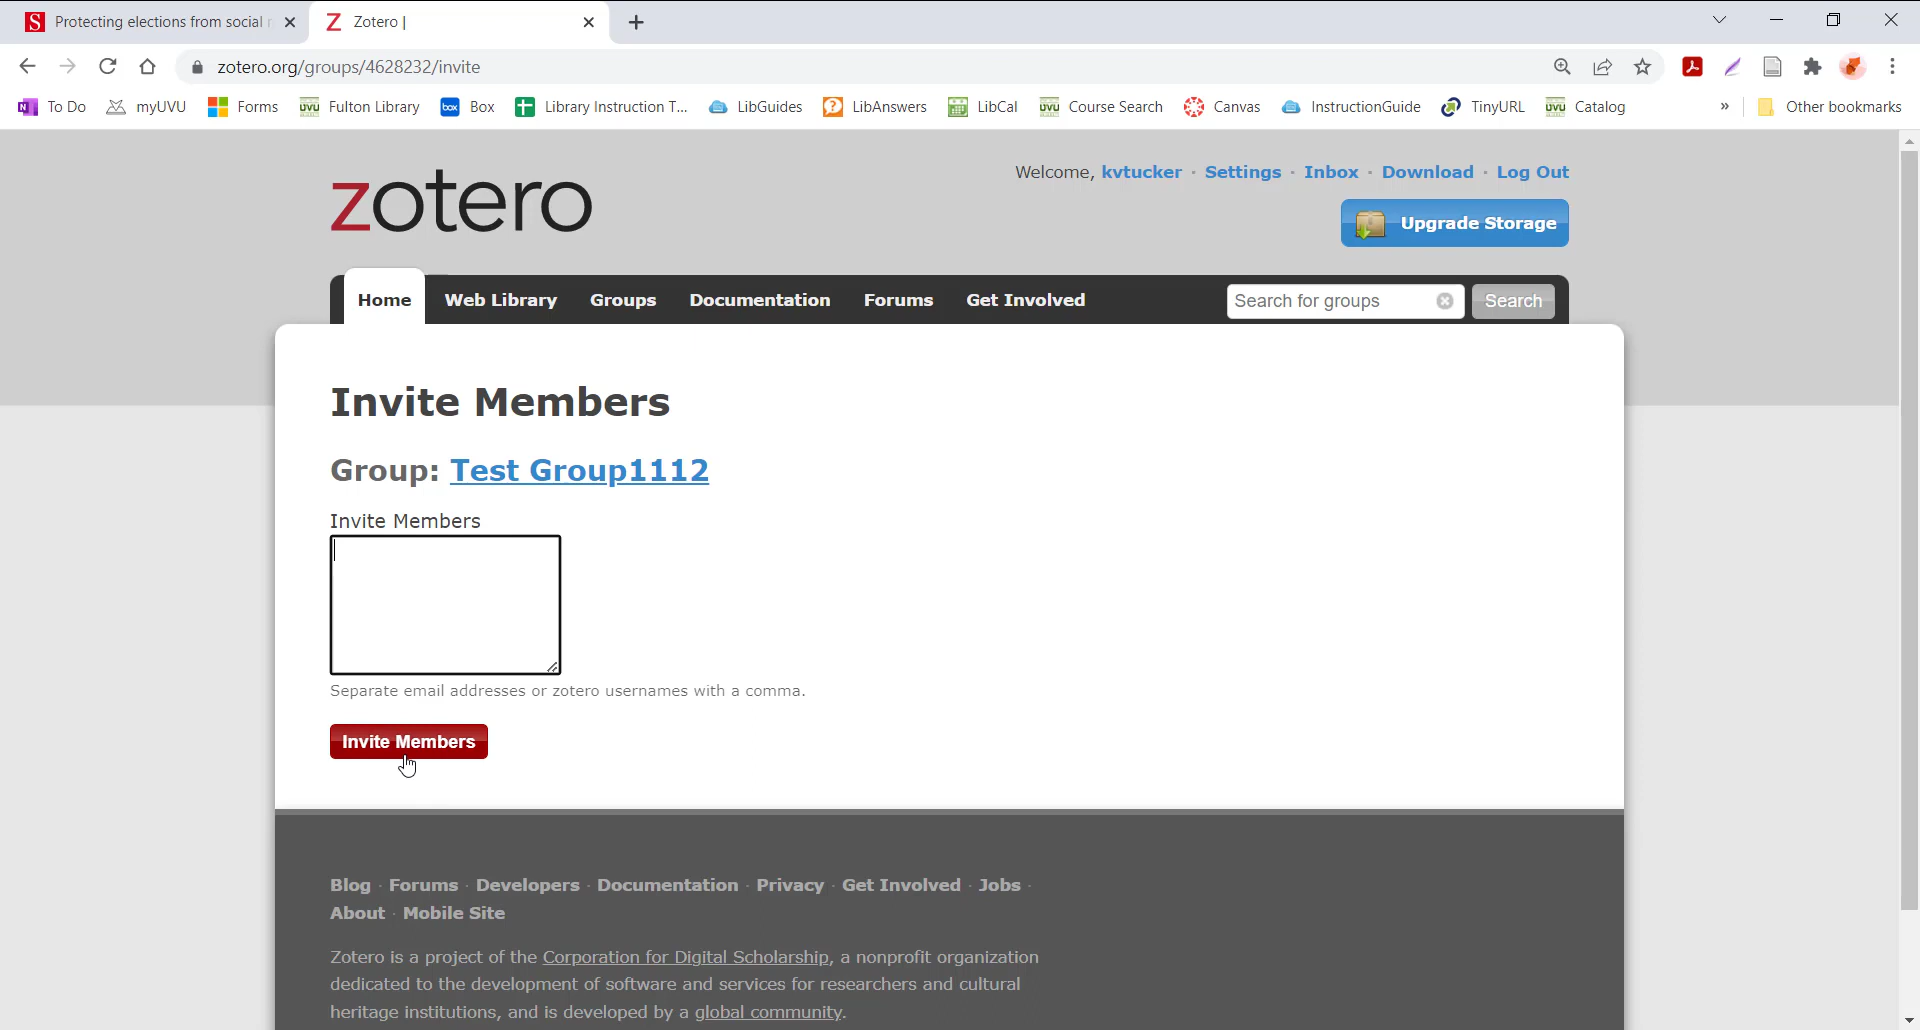 Protecting elections from social
Zotero |
zotero.org/groups/4628232/invite
To Do myUVU Forms UVU Fulton Library box Box Library Instruction T... LibGuides LibAnswers LibCal UVU Course Search Canvas InstructionGuide TinyURL UVU Catalog » Other bookmarks
zotero
Welcome, kvtucker · Settings · Inbox · Download · Log Out
Upgrade Storage
Home Web Library Groups Documentation Forums Get Involved Search for groups Search
Invite Members
Group: Test Group1112
Invite Members
Separate email addresses or zotero usernames with a comma.
Invite Members
Blog · Forums · Developers · Documentation · Privacy · Get Involved · Jobs ·
About · Mobile Site
Zotero is a project of the Corporation for Digital Scholarship, a nonprofit organization
dedicated to the development of software and services for researchers and cultural
heritage institutions, and is developed by a global community.